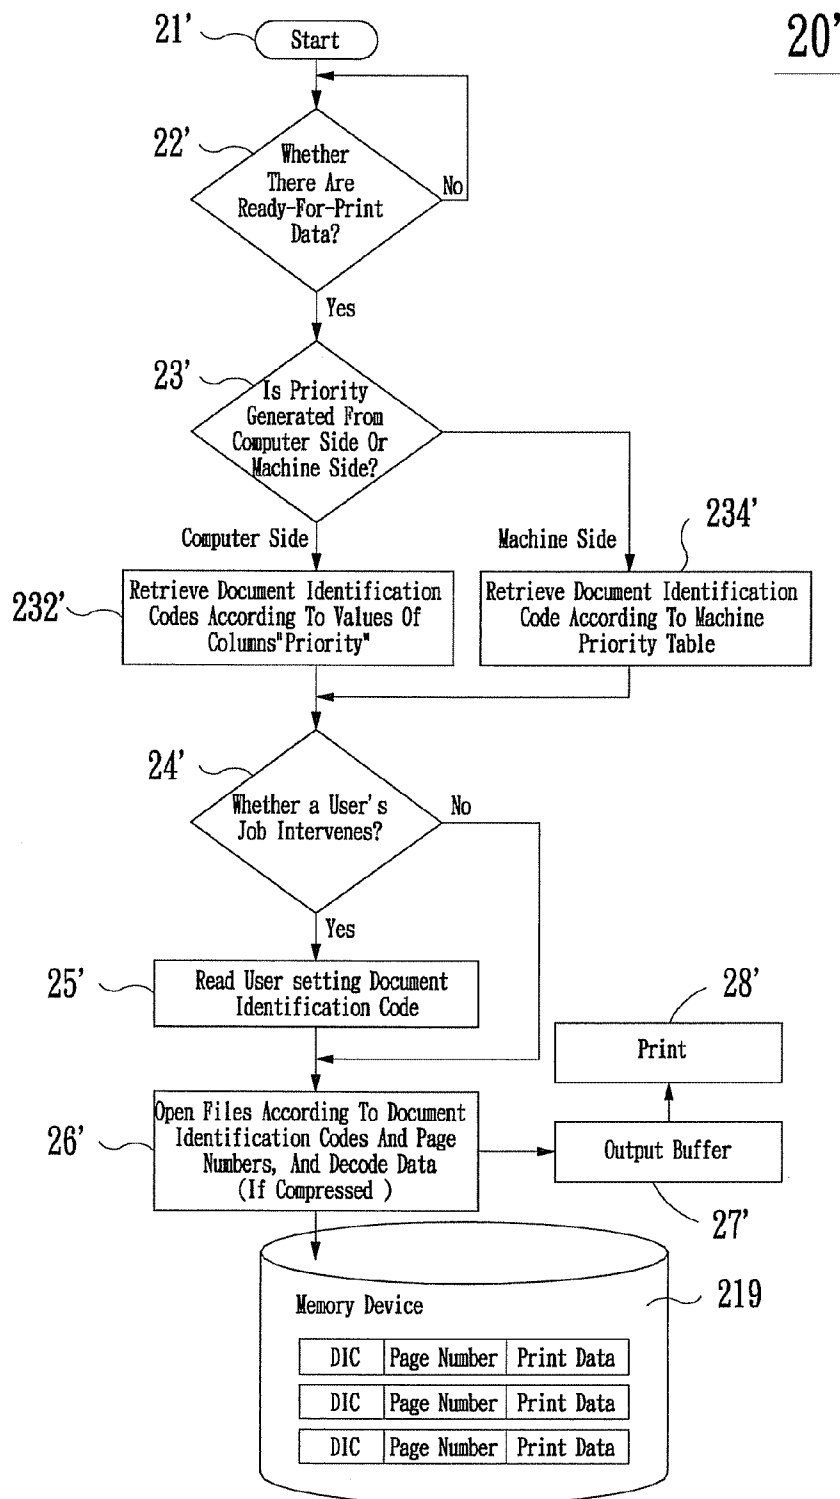 20'
21'
Start
22'
Whether
There Are
Ready-For-Print
Data?
No
Yes
23'
Is Priority
Generated From
Computer Side Or
Machine Side?
Computer Side
Machine Side
234'
232'
Retrieve Document Identification
Codes According To Values Of
Columns"Priority"
Retrieve Document Identification
Code According To Machine
Priority Table
24'
Whether a User's
Job Intervenes?
No
Yes
25'
Read User setting Document
Identification Code
28'
Print
26'
Open Files According To Document
Identification Codes And Page
Numbers, And Decode Data
(If Compressed )
Output Buffer
27'
219
Memory Device
DIC Page Number Print Data
DIC Page Number Print Data
DIC Page Number Print Data